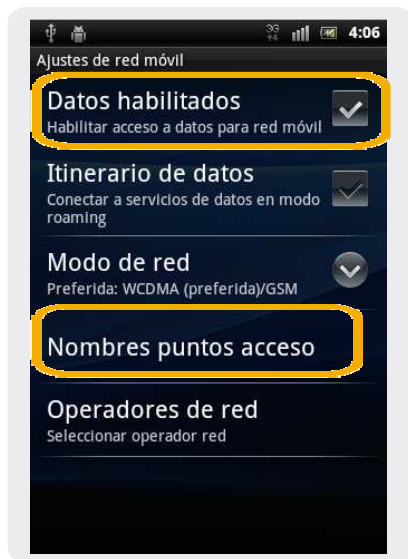 3G 4:06
Ajustes de red móvil
Datos habilitados
Habilitar acceso a datos para red móvil
Itinerario de datos
Conectar a servicios de datos en modo
roaming
Modo de red
Preferida: WCDMA (preferida)/GSM
Nombres puntos acceso
Operadores de red
Seleccionar operador red